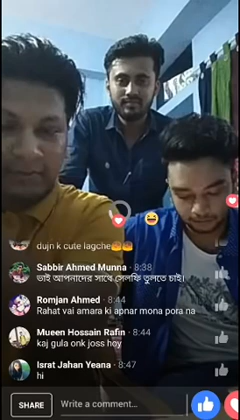 dujn k cute lagche
Sabbir Ahmed Munna · 8:38
ভাই আপনাদের সাথে সেলফি তুলতে চাই।
Romjan Ahmed · 8:44
Rahat vai amara ki apnar mona pora na
Mueen Hossain Rafin · 8:44
kaj gula onk joss hoy
Israt Jahan Yeana · 8:47
hi
SHARE
Write a comment...